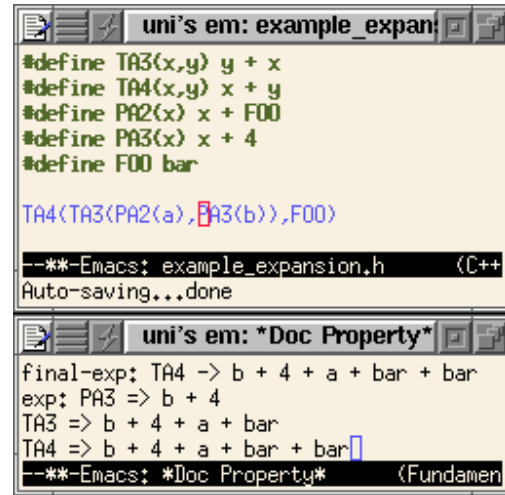 uni's em: example_expan
#define TA3(x,y) y + x
#define TA4(x,y) x + y
#define PA2(x) x + FOO
#define PA3(x) x + 4
#define FOO bar
TA4(TA3(PA2(a),PA3(b)),FOO)
--**-Emacs: example_expansion.h (C++
Auto-saving...done
uni's em: *Doc Property*
final-exp: TA4 -> b + 4 + a + bar + bar
exp: PA3 => b + 4
TA3 => b + 4 + a + bar
TA4 => b + 4 + a + bar + bar
--**-Emacs: *Doc Property* (Fundamen